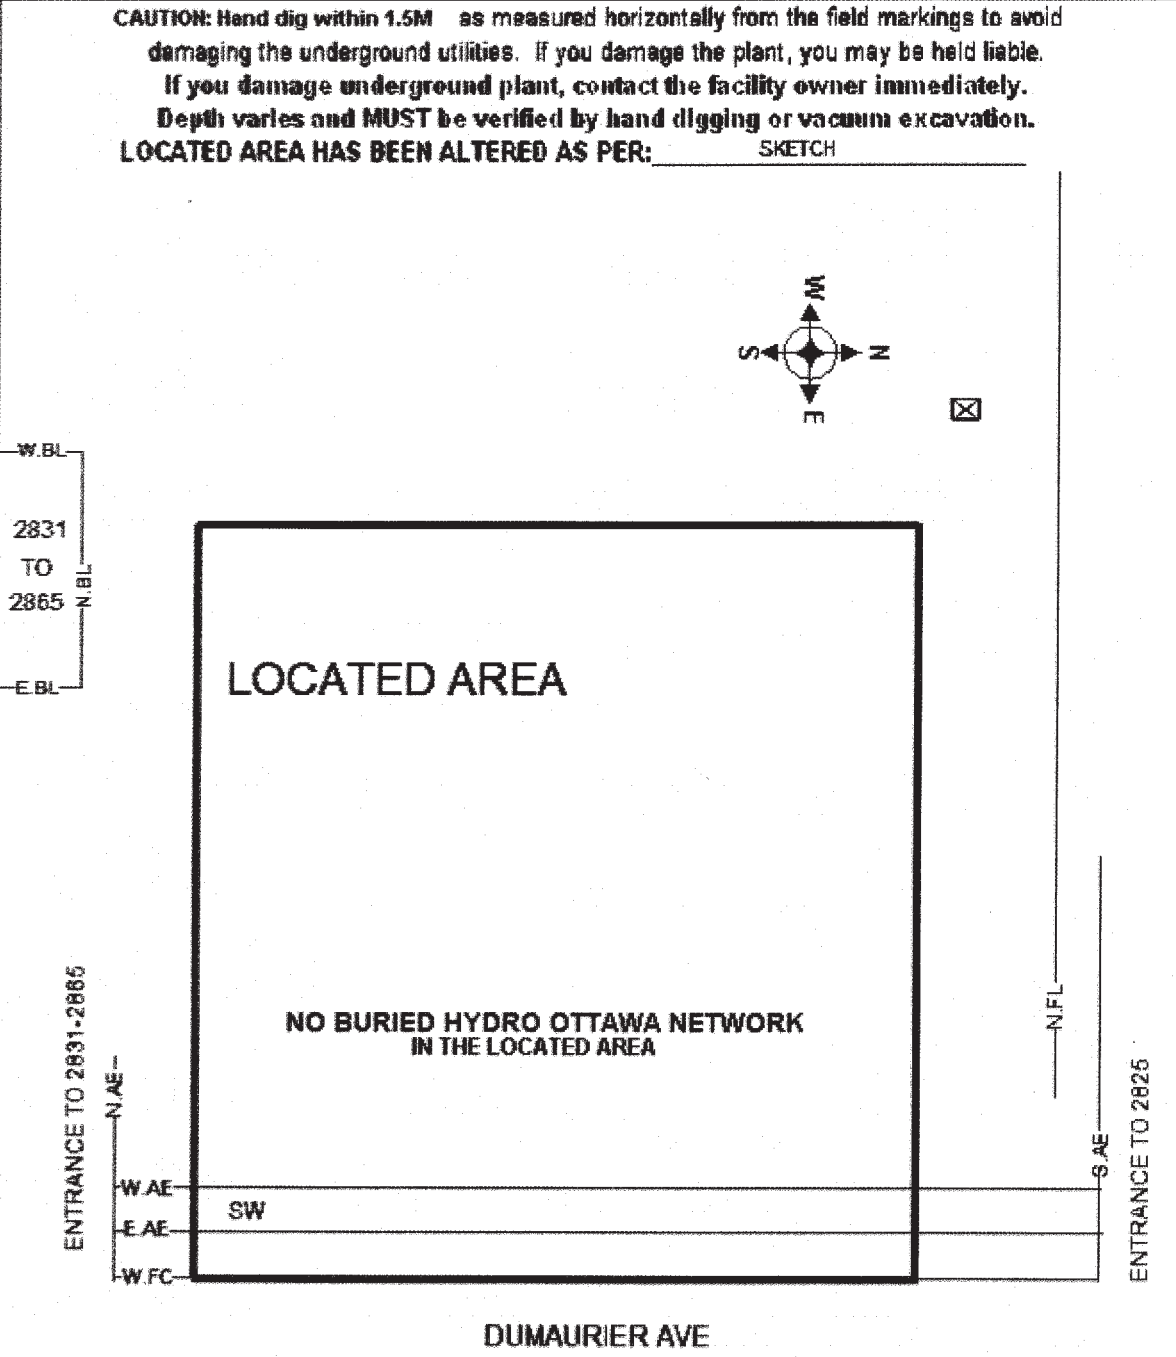 CAUTION: Hand dig within 1.5M as measured horizontally from the field markings to avoid
damaging the underground utilities. If you damage the plant, you may be held liable.
If you damage underground plant, contact the facility owner immediately.
Depth varies and MUST be verified by hand digging or vacuum excavation.
LOCATED AREA HAS BEEN ALTERED AS PER: SKETCH
W
S N
E
W.BL
2831
TO
2865
N.BL
E.BL
LOCATED AREA
NO BURIED HYDRO OTTAWA NETWORK
IN THE LOCATED AREA
ENTRANCE TO 2831-2865
N.AE
N.FL
S.AE
ENTRANCE TO 2825
W.AE
SW
E.AE
W.FC
DUMAURIER AVE